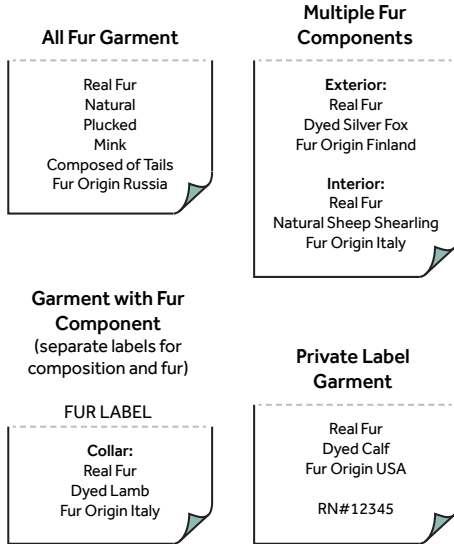 All Fur Garment
Real Fur
Natural
Plucked
Mink
Composed of Tails
Fur Origin Russia
Multiple Fur
Components
Exterior:
Real Fur
Dyed Silver Fox
Fur Origin Finland
Interior:
Real Fur
Natural Sheep Shearling
Fur Origin Italy
Garment with Fur
Component
(separate labels for
composition and fur)
FUR LABEL
Collar:
Real Fur
Dyed Lamb
Fur Origin Italy
Private Label
Garment
Real Fur
Dyed Calf
Fur Origin USA
RN#12345